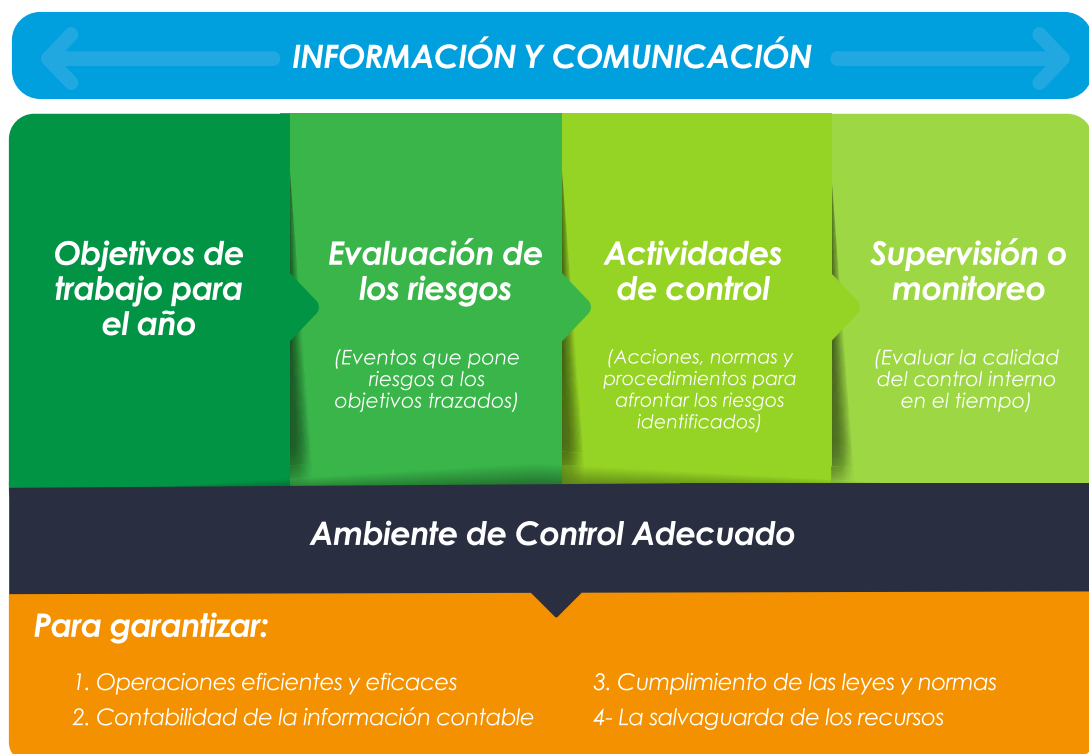 INFORMACIÓN Y COMUNICACIÓN
Objetivos de
trabajo para
el año
Evaluación de
los riesgos
(Eventos que pone
riesgos a los
objetivos trazados)
Actividades
de control
(Acciones, normas y
procedimientos para
afrontar los riesgos
identificados)
Supervisión o
monitoreo
(Evaluar la calidad
del control interno
en el tiempo)
Ambiente de Control Adecuado
Para garantizar:
1. Operaciones eficientes y eficaces
2. Contabilidad de la información contable
3. Cumplimiento de las leyes y normas
4- La salvaguarda de los recursos